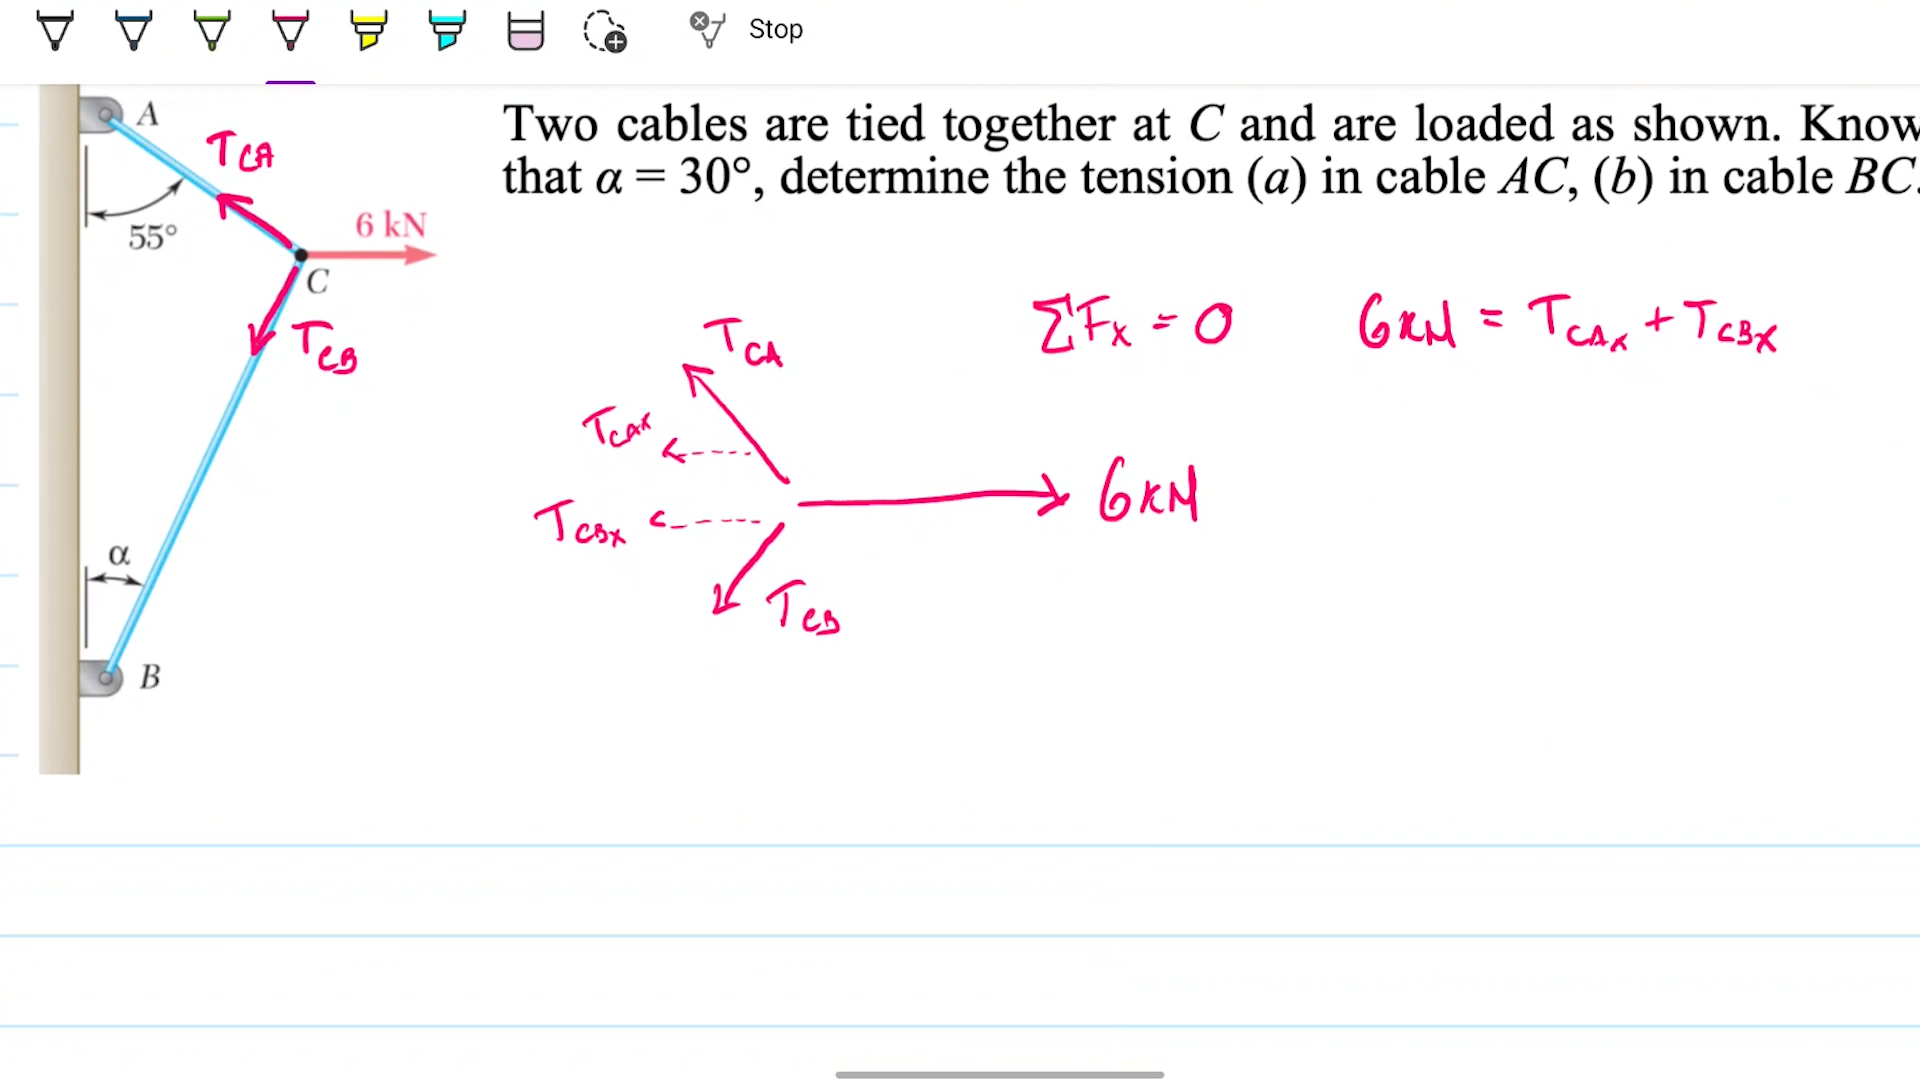 Stop
A
T_CA
55°
6 kN
C
T_CB
α
B
Two cables are tied together at C and are loaded as shown. Know
that α = 30°, determine the tension (a) in cable AC, (b) in cable BC.
ΣFx = 0 6kN = T_CAx + T_CBx
T_CA
T_CAx
6kN
T_CBx
T_CB